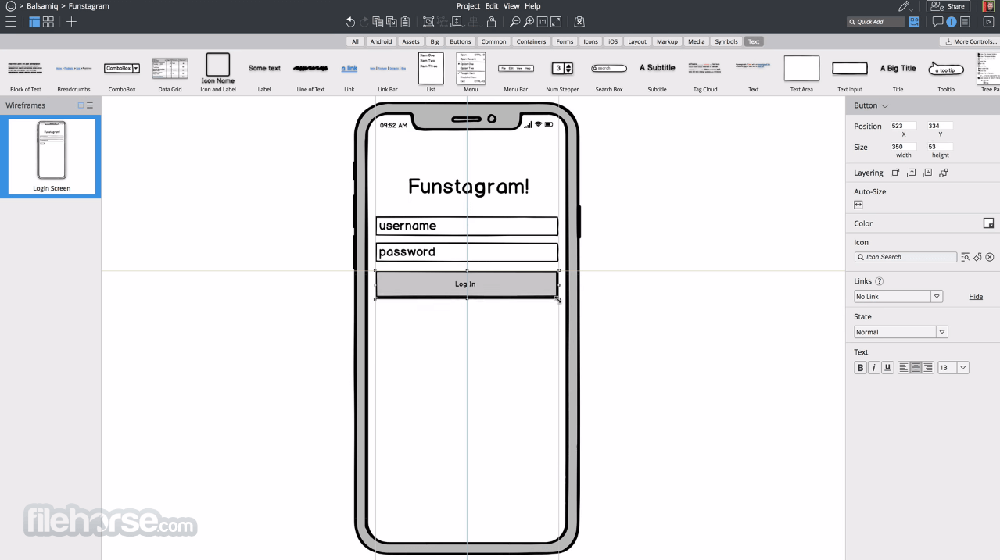 Balsamiq > Funstagram
Project Edit View Help
Share
1:1
Quick Add
All Android Assets Big Buttons Common Containers Forms Icons iOS Layout Markup Media Symbols Text
More Controls...
ComboBox
Item One
Item Two
Item Three
Icon Name
Some text
a link
3
search
A Subtitle
A Big Title
a tooltip
Block of Text Breadcrumbs ComboBox Data Grid Icon and Label Label Line of Text Link Link Bar List Menu Menu Bar Num.Stepper Search Box Subtitle Tag Cloud Text Text Area Text Input Title Tooltip Tree Pa
Wireframes
Funstagram!
Login Screen
09:52 AM
Funstagram!
username
password
Log In
Button
Position 523 334
X Y
Size 350 53
width height
Layering
Auto-Size
Color
Icon
Icon Search
Links ?
No Link Hide
State
Normal
Text
B i u 13
filehorse.com